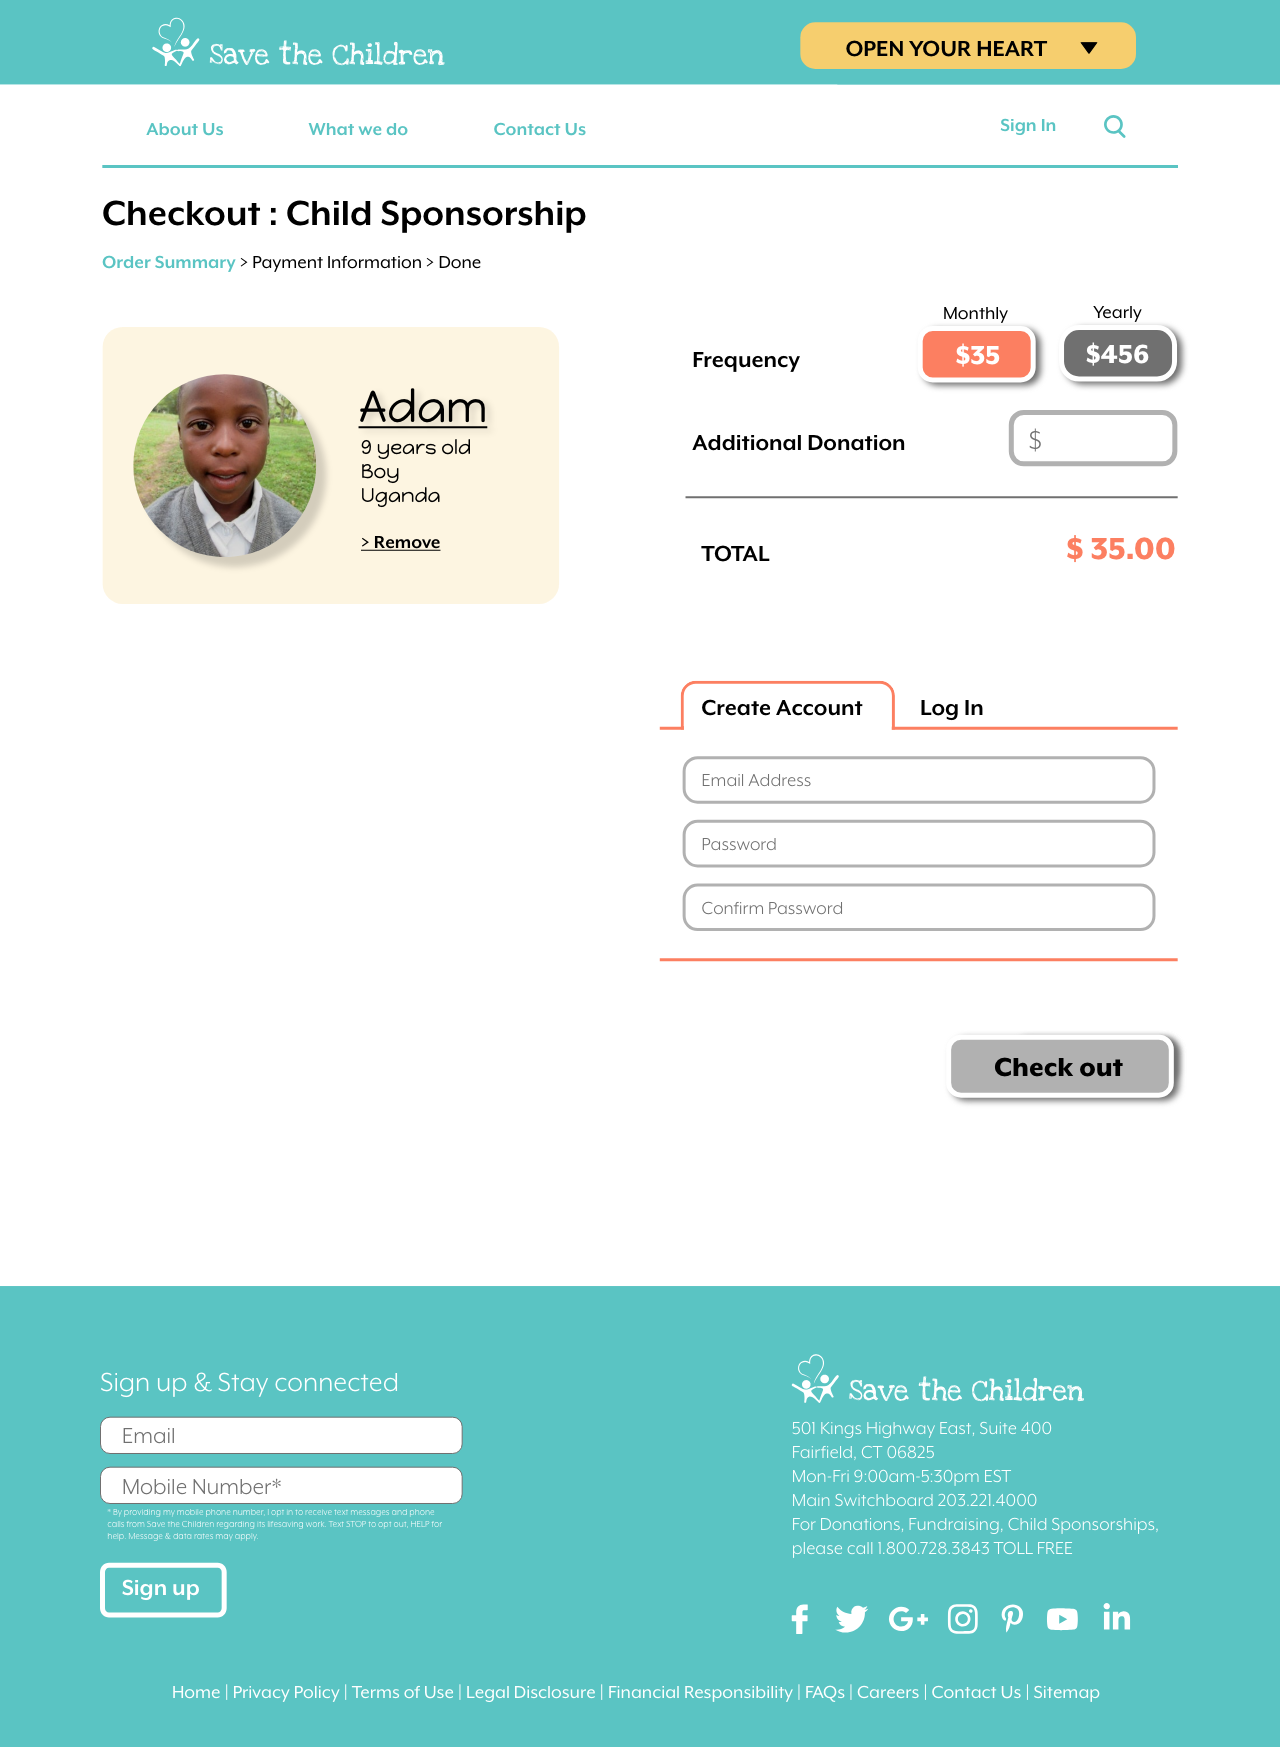 Save the Children
OPEN YOUR HEART
About Us
What we do
Contact Us
Sign In
Checkout : Child Sponsorship
Order Summary > Payment Information > Done
Monthly
Yearly
Frequency
$35
$456
Adam
9 years old
Boy
Uganda
> Remove
Additional Donation
$
TOTAL
$ 35.00
Create Account
Log In
Email Address
Password
Confirm Password
Check out
Sign up & Stay connected
Email
Mobile Number*
* By providing my mobile phone number, I opt in to receive text messages and phone
calls from Save the Children regarding its lifesaving work. Text STOP to opt out, HELP for
help. Message & data rates may apply.
Sign up
Save the Children
501 Kings Highway East, Suite 400
Fairfield, CT 06825
Mon-Fri 9:00am-5:30pm EST
Main Switchboard 203.221.4000
For Donations, Fundraising, Child Sponsorships,
please call 1.800.728.3843 TOLL FREE
Home | Privacy Policy | Terms of Use | Legal Disclosure | Financial Responsibility | FAQs | Careers | Contact Us | Sitemap